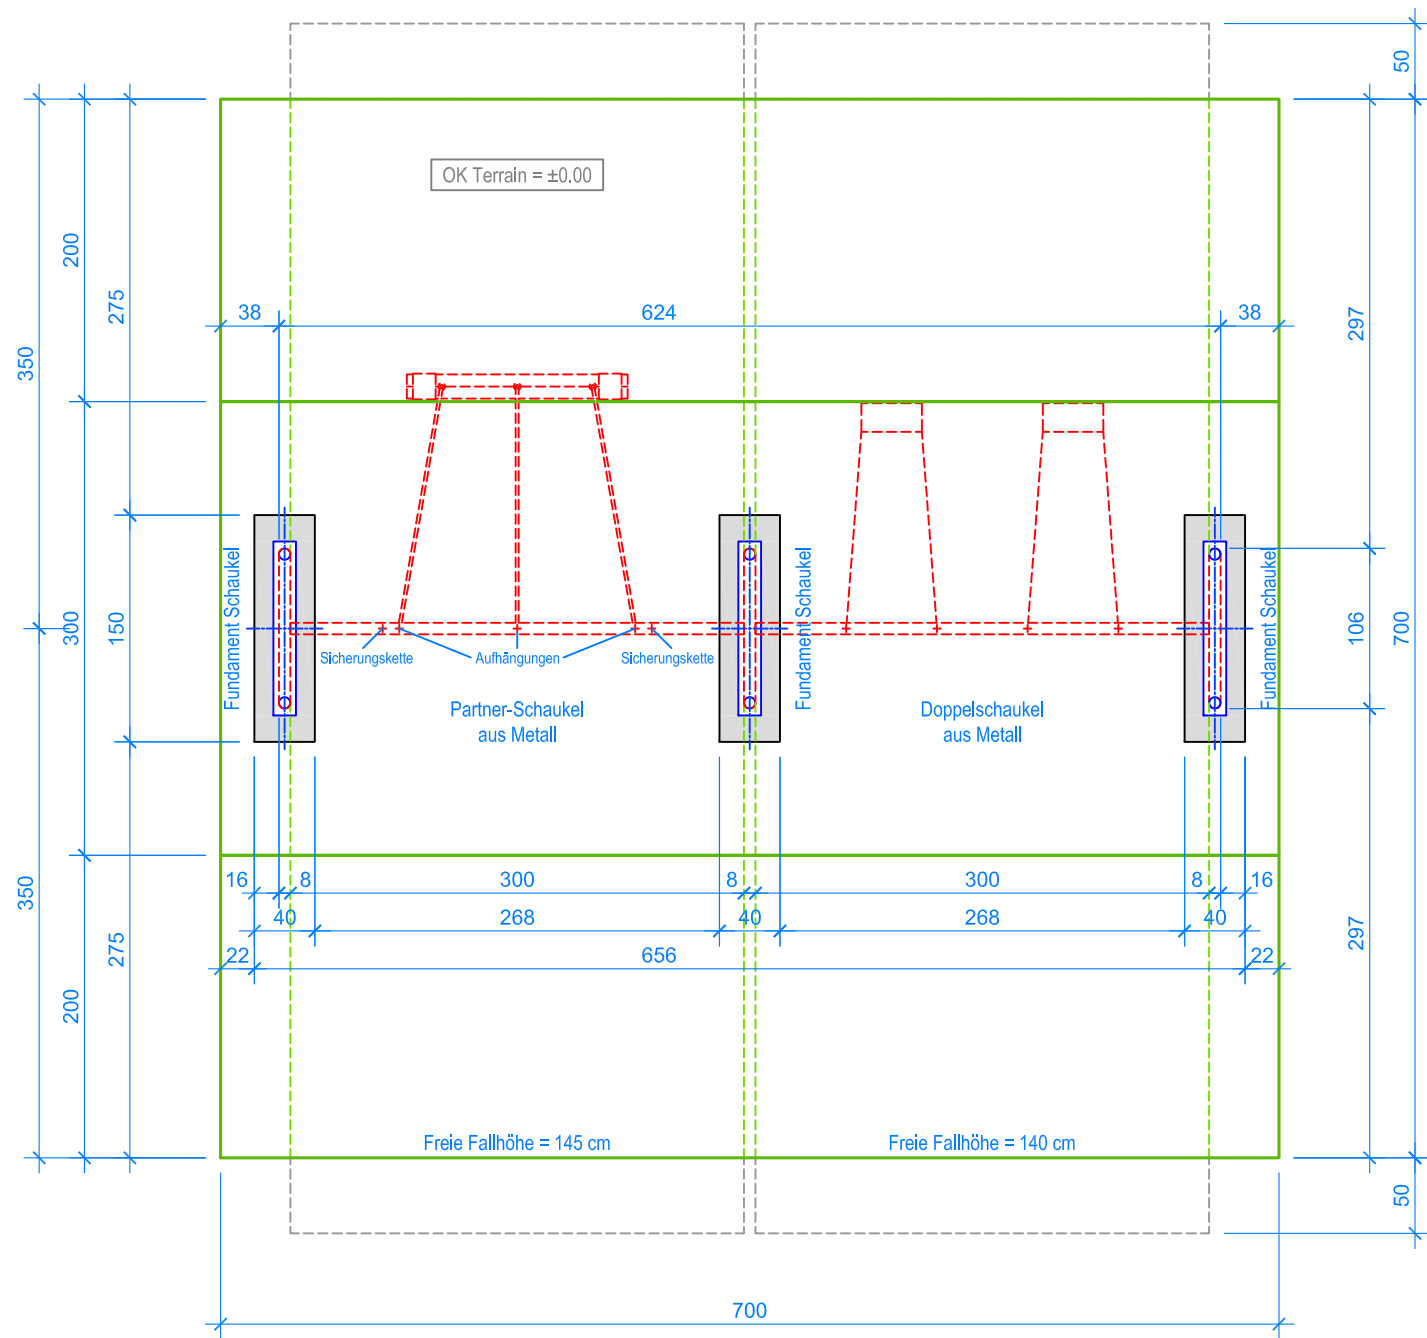 50
OK Terrain = ±0.00
200
275
350
38
624
38
297
Fundament Schaukel
Fundament Schaukel
Fundament Schaukel
300
150
106
700
Sicherungskette
Aufhängungen
Sicherungskette
Partner-Schaukel
aus Metall
Doppelschaukel
aus Metall
16
8
300
8
300
8
16
40
268
40
268
40
22
656
22
350
275
200
297
Freie Fallhöhe = 145 cm
Freie Fallhöhe = 140 cm
50
700